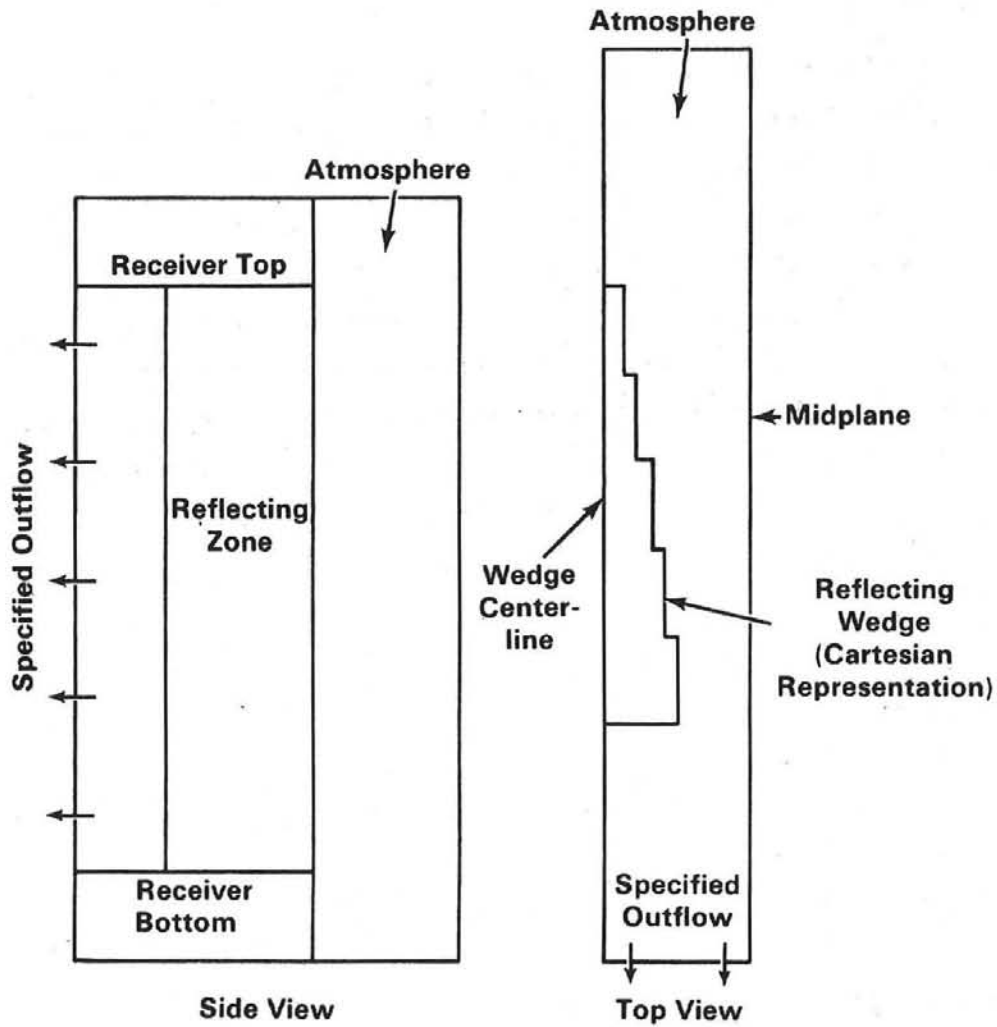 Atmosphere
Atmosphere
Receiver Top
Specified Outflow
Reflecting
Zone
Midplane
Wedge
Center-
line
Reflecting
Wedge
(Cartesian
Representation)
Receiver
Bottom
Specified
Outflow
Side View
Top View